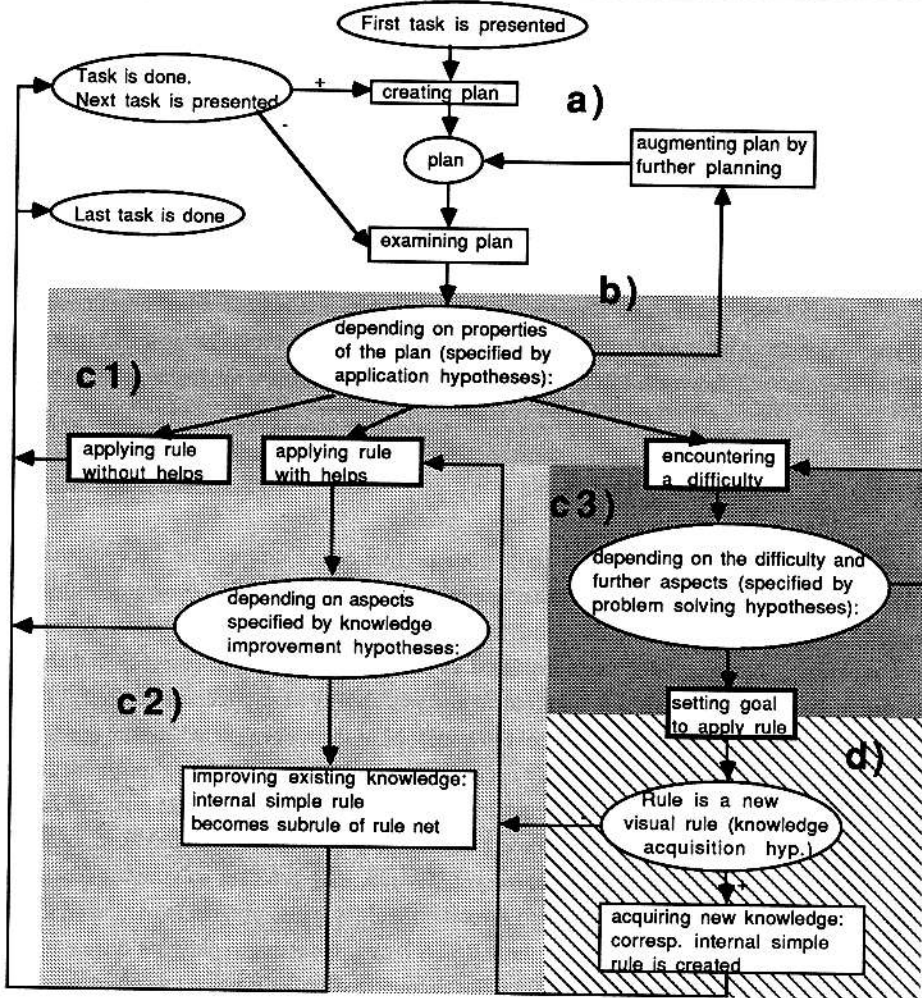 First task is presented
Task is done.
Next task is presented
+
-
creating plan
a)
plan
augmenting plan by
further planning
Last task is done
examining plan
b)
depending on properties
of the plan (specified by
application hypotheses):
c1)
applying rule
without helps
applying rule
with helps
encountering
a difficulty
c3)
depending on the difficulty and
further aspects (specified by
problem solving hypotheses):
depending on aspects
specified by knowledge
improvement hypotheses:
c2)
setting goal
to apply rule
d)
improving existing knowledge:
internal simple rule
becomes subrule of rule net
Rule is a new
visual rule (knowledge
acquisition hyp.)
-
+
acquiring new knowledge:
corresp. internal simple
rule is created